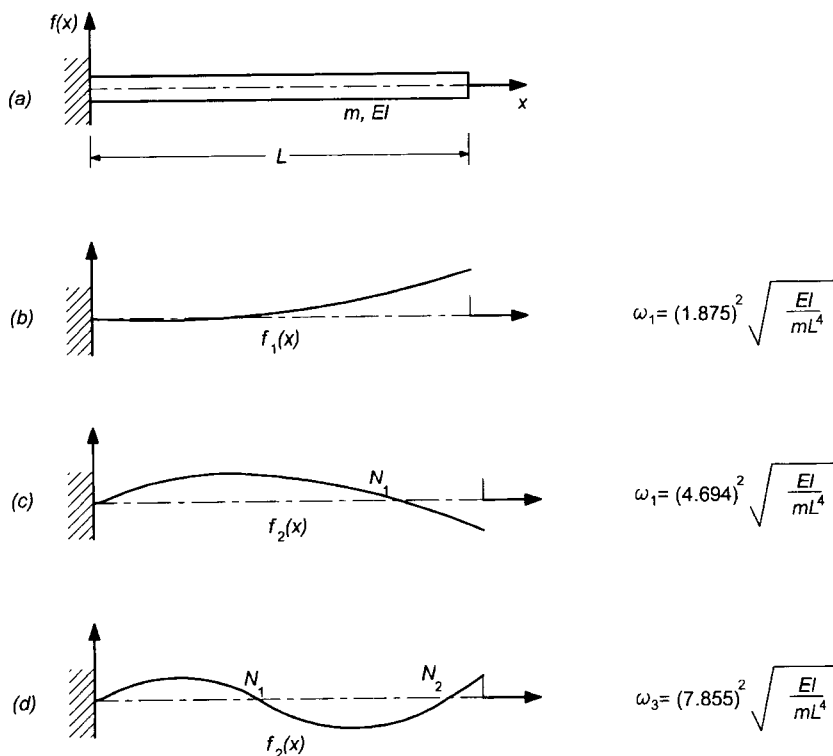 f(x)
(a)
m, EI
x
L
(b)
f₁(x)
ω₁= (1.875)² √ EI / mL⁴
(c)
N₁
f₂(x)
ω₁= (4.694)² √ EI / mL⁴
(d)
N₁
N₂
f₂(x)
ω₃= (7.855)² √ EI / mL⁴